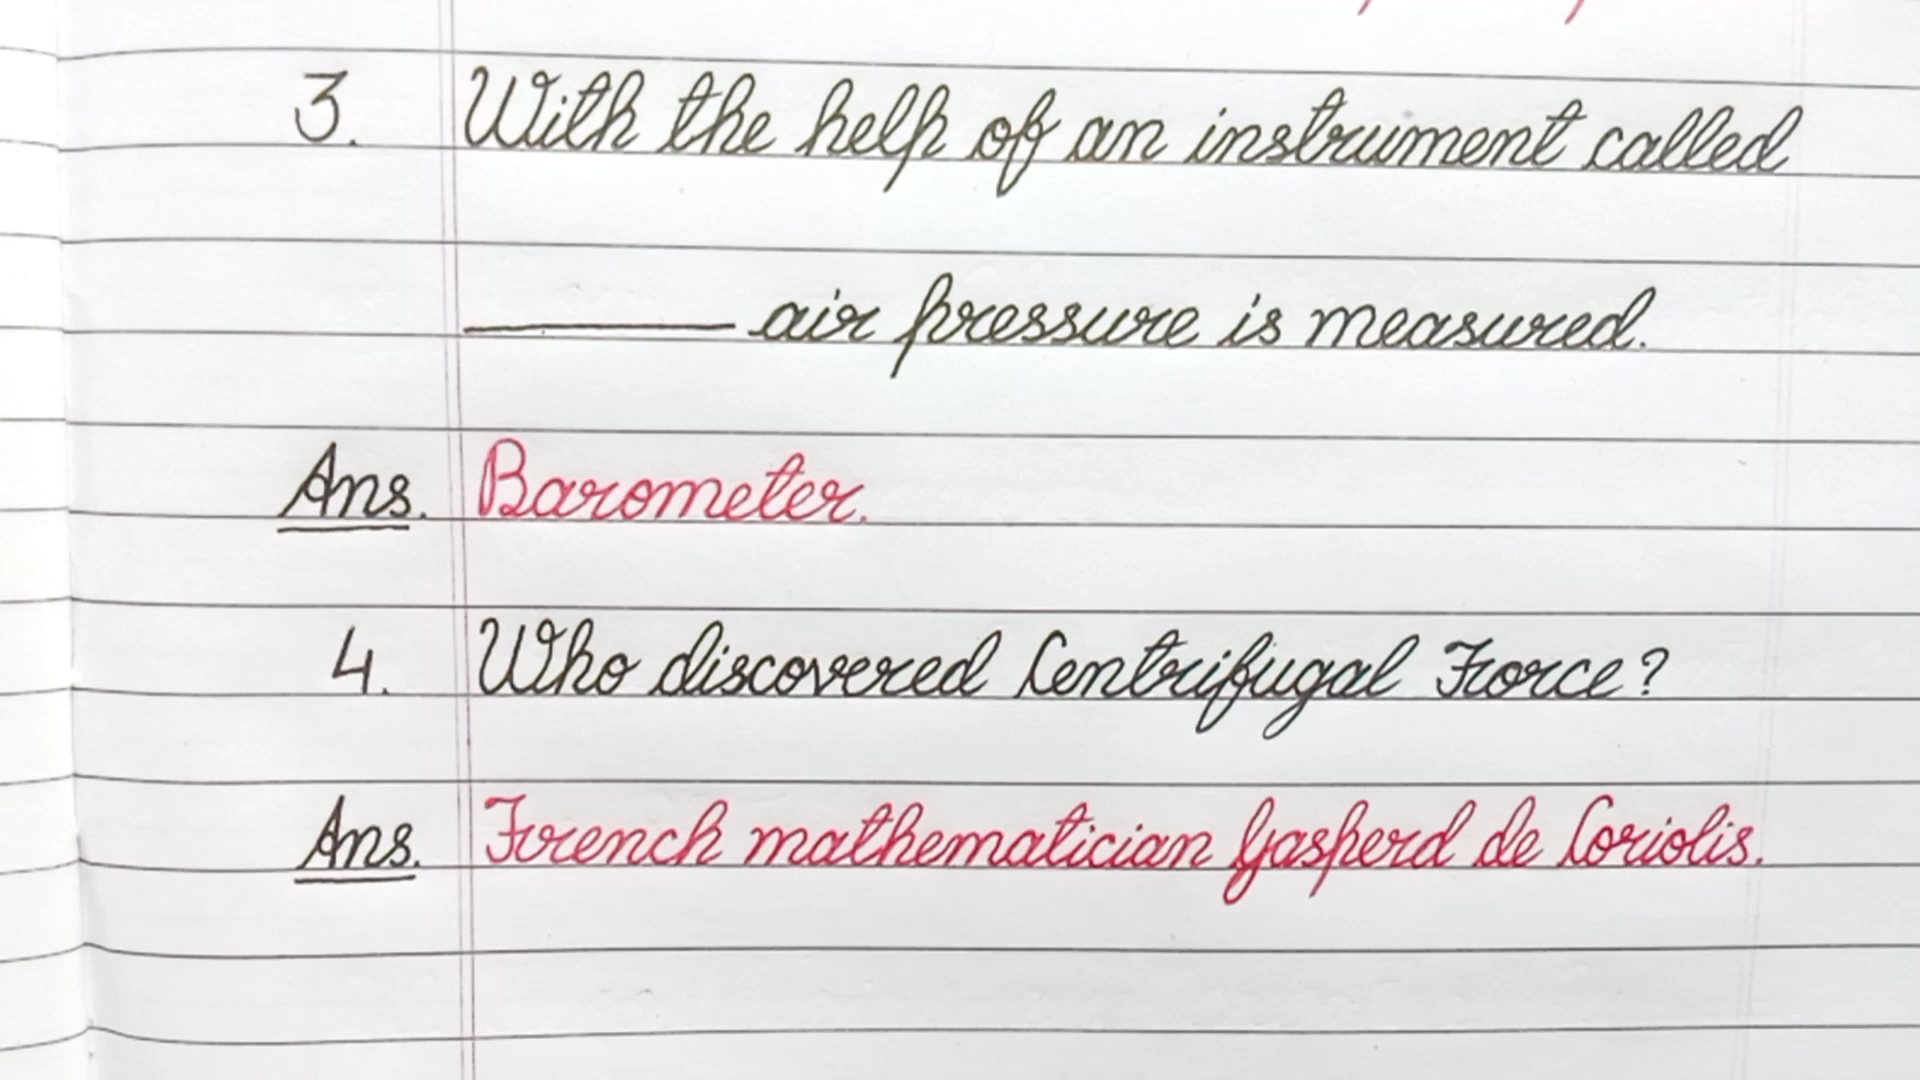 3. With the help of an instrument called
______ air pressure is measured.
Ans. Barometer.
4. Who discovered Centrifugal Force?
Ans. French mathematician Gasperd de Coriolis.